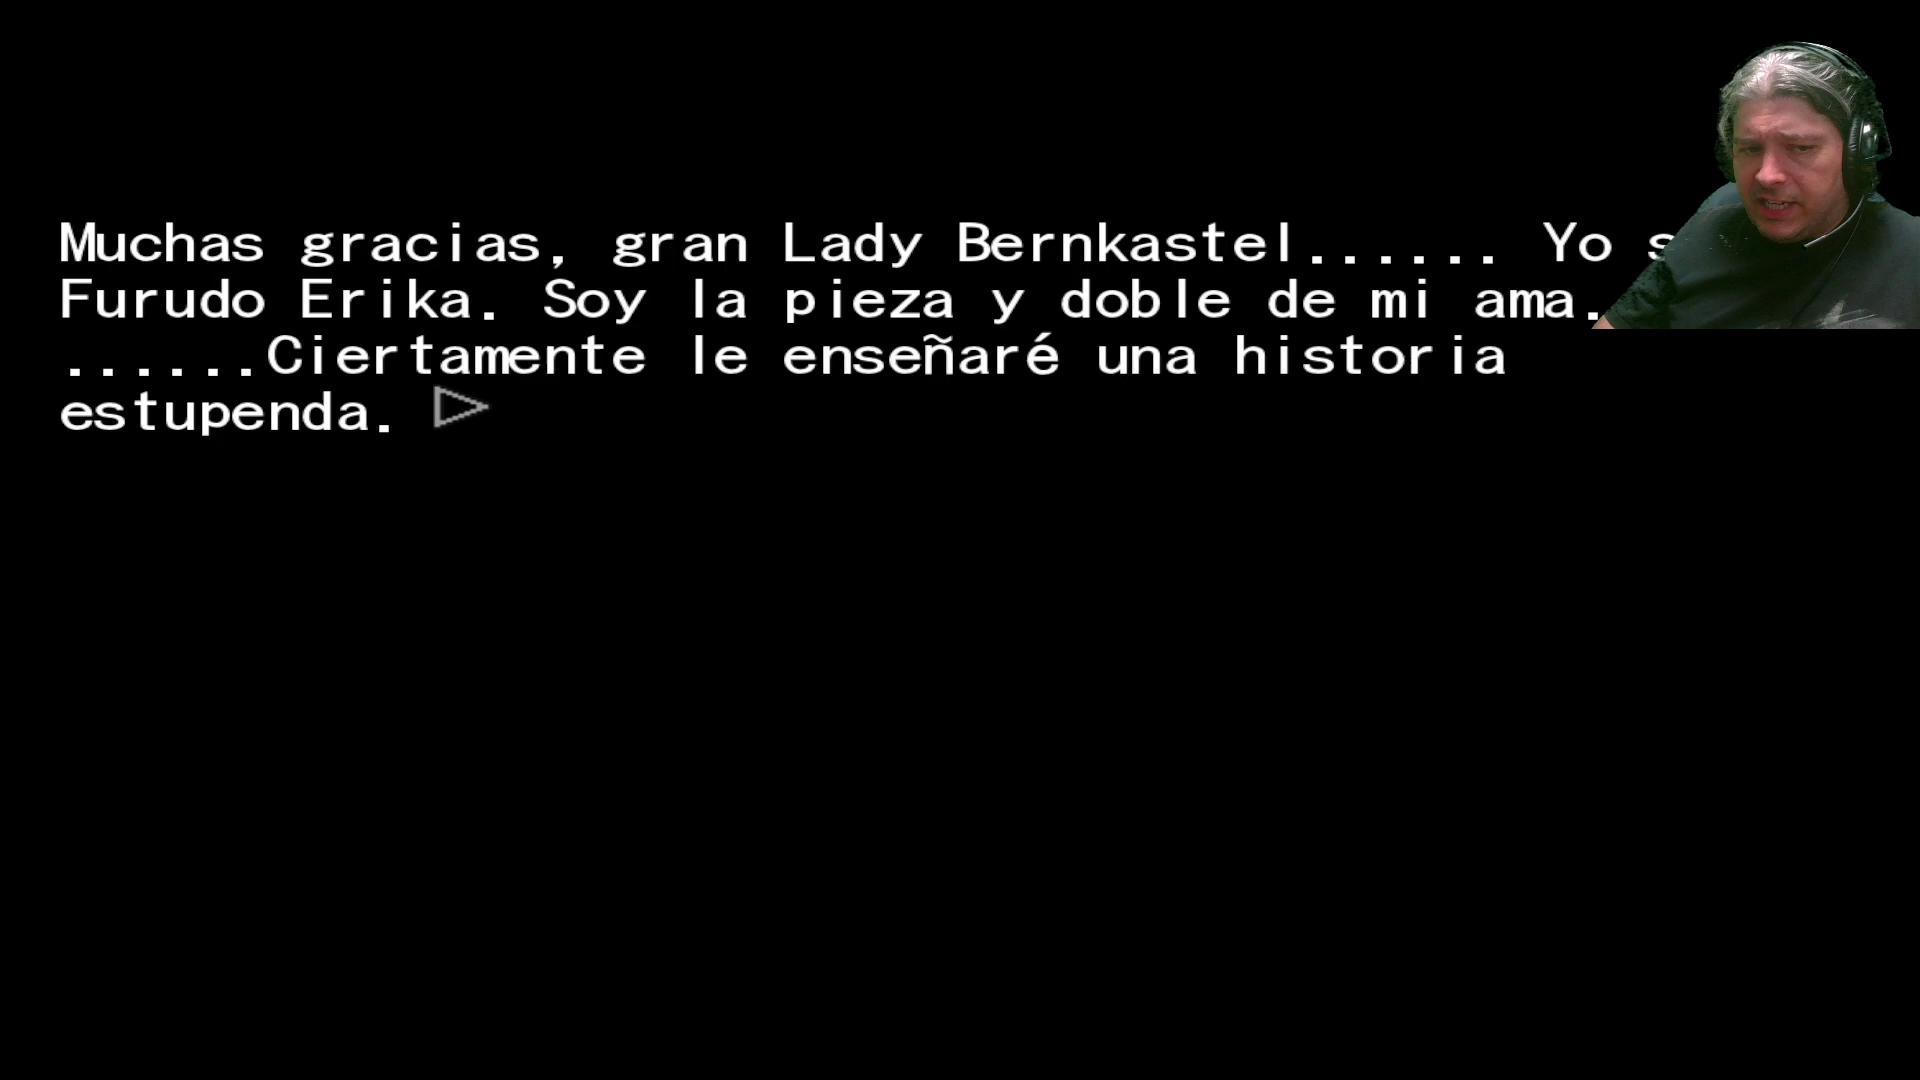 Muchas gracias, gran Lady Bernkastel...... Yo
Furudo Erika. Soy la pieza y doble de mi ama.
......Ciertamente le enseñaré una historia
estupenda.